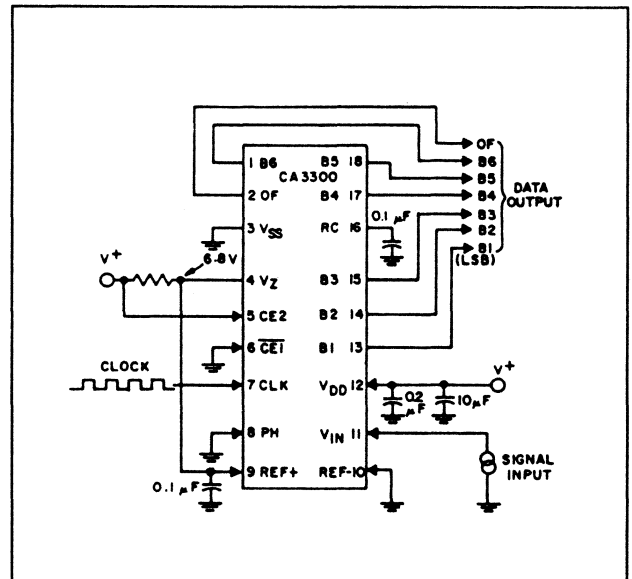 OF
B6
B5
B4
B3
B2
B1
(LSB)
DATA
OUTPUT
CA3300
1 B6
B5 18
2 OF
B4 17
0.1 µF
3 VSS
RC 16
V+
6.8V
4 VZ
B3 15
5 CE2
B2 14
6 CE1
B1 13
CLOCK
7 CLK
VDD 12
V+
0.2
µF
10µF
8 PH
VIN 11
9 REF+
REF-10
0.1 µF
SIGNAL
INPUT